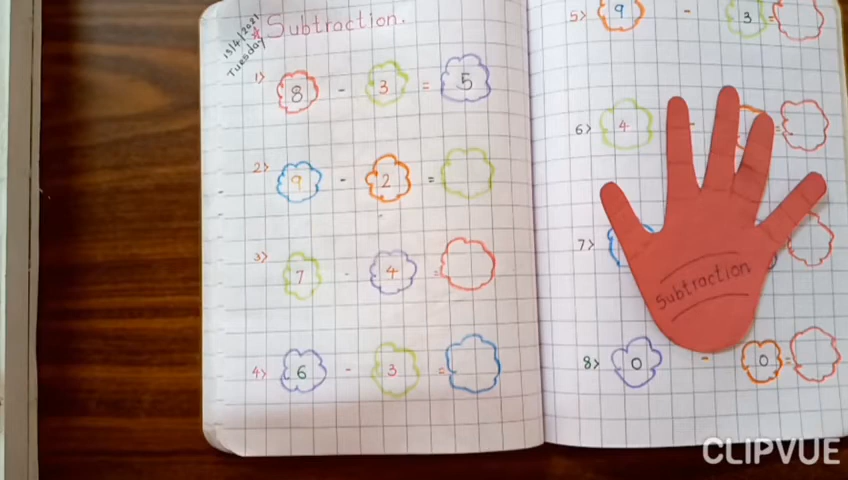 13/4/2021
Tuesday
Subtraction.
1) 8 - 3 = 5
2) 9 - 2 =
3) 7 - 4 =
4) 6 - 3 =
5) 9 - 3 =
6) 4 - =
7)
8) 0 - 0 =
Subtraction
CLIPVUE